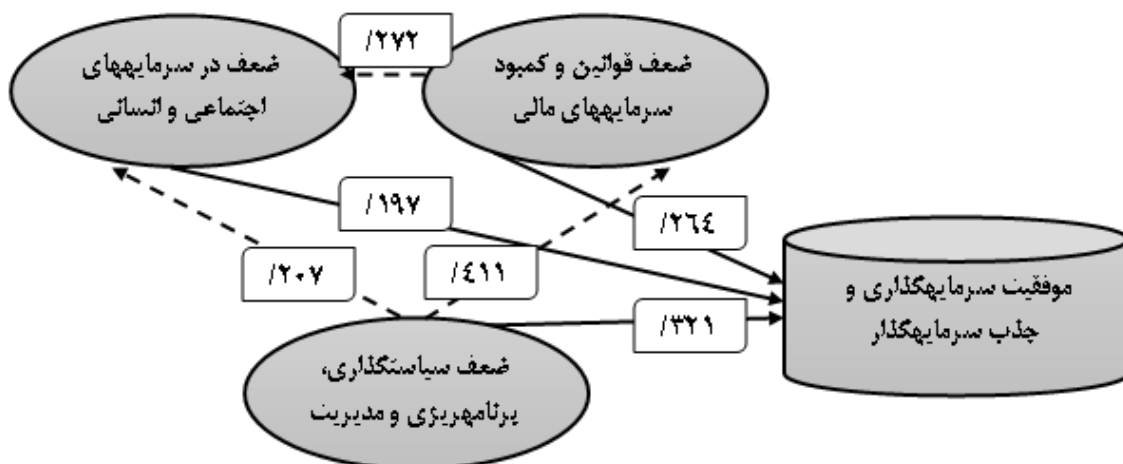 ضعف قوانین و کمبود
سرمایههای مالی
/۲۷۲
ضعف در سرمایههای
اجتماعی و انسانی
/۱۹۷
/۲۶٤
/٤۱۱
/۲۰۷
موفقیت سرمایهگذاری و
جذب سرمایهگذار
/۳۲۱
ضعف سیاستگذاری،
برنامهریزی و مدیریت